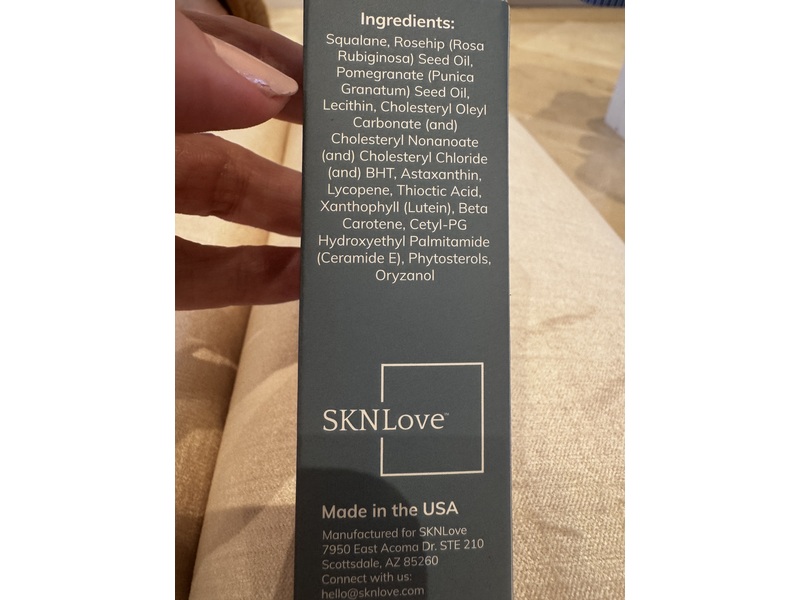 Ingredients:
Squalane, Rosehip (Rosa
Rubiginosa) Seed Oil,
Pomegranate (Punica
Granatum) Seed Oil,
Lecithin, Cholesteryl Oleyl
Carbonate (and)
Cholesteryl Nonanoate
(and) Cholesteryl Chloride
(and) BHT, Astaxanthin,
Lycopene, Thioctic Acid,
Xanthophyll (Lutein), Beta
Carotene, Cetyl-PG
Hydroxyethyl Palmitamide
(Ceramide E), Phytosterols,
Oryzanol
SKNLove™
Made in the USA
Manufactured for SKNLove
7950 East Acoma Dr. STE 210
Scottsdale, AZ 85260
Connect with us:
hello@sknlove.com